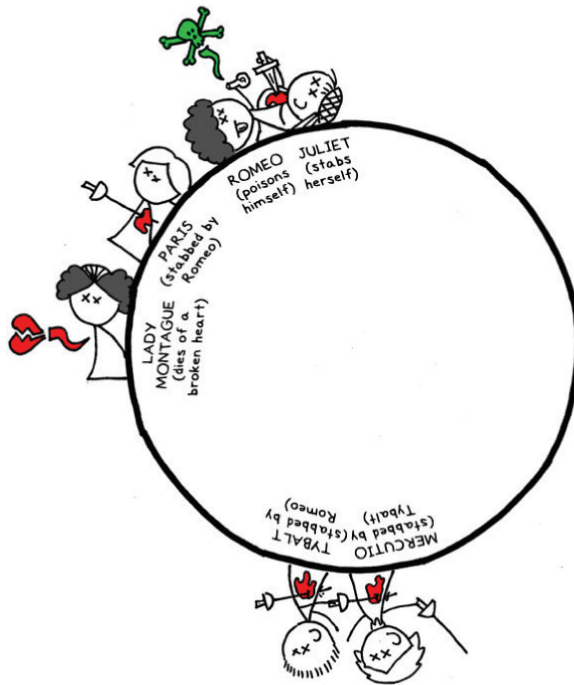 ROMEO
(poisons
himself)
JULIET
(stabs
herself)
PARIS
(stabbed by
Romeo)
LADY
MONTAGUE
(dies of a
broken heart)
TYBALT
(stabbed by
Romeo)
MERCUTIO
(stabbed by
Tybalt)